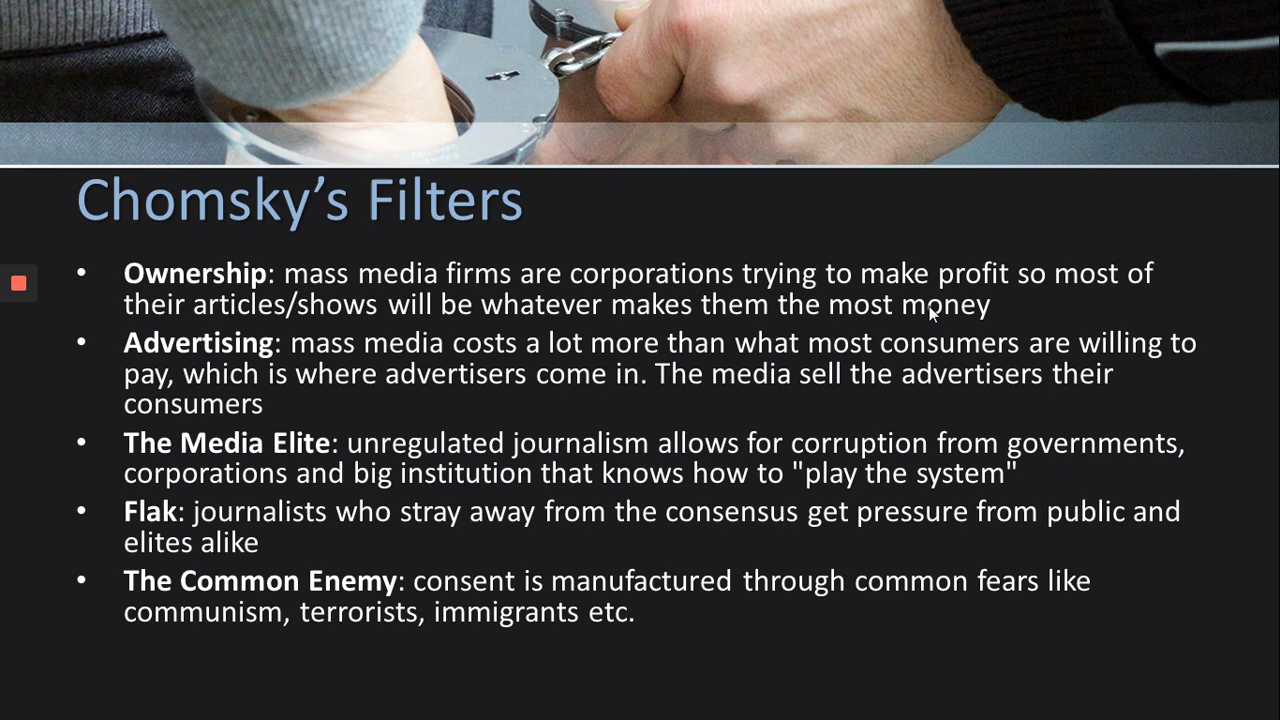 Chomsky’s Filters
• Ownership: mass media firms are corporations trying to make profit so most of
their articles/shows will be whatever makes them the most money
• Advertising: mass media costs a lot more than what most consumers are willing to
pay, which is where advertisers come in. The media sell the advertisers their
consumers
• The Media Elite: unregulated journalism allows for corruption from governments,
corporations and big institution that knows how to "play the system"
• Flak: journalists who stray away from the consensus get pressure from public and
elites alike
• The Common Enemy: consent is manufactured through common fears like
communism, terrorists, immigrants etc.